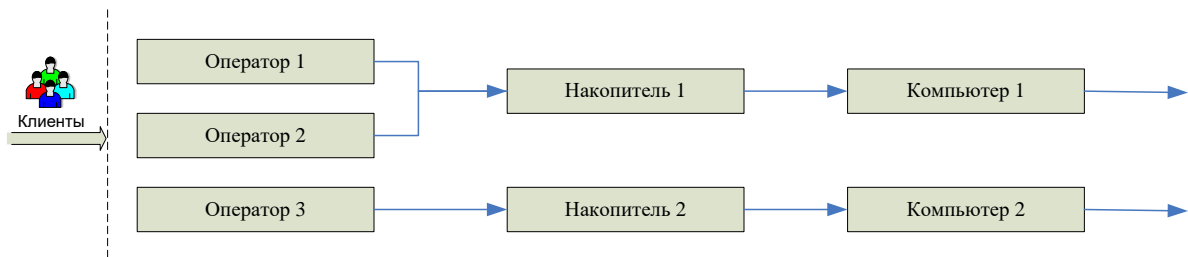 Оператор 1
Накопитель 1
Компьютер 1
Клиенты
Оператор 2
Оператор 3
Накопитель 2
Компьютер 2